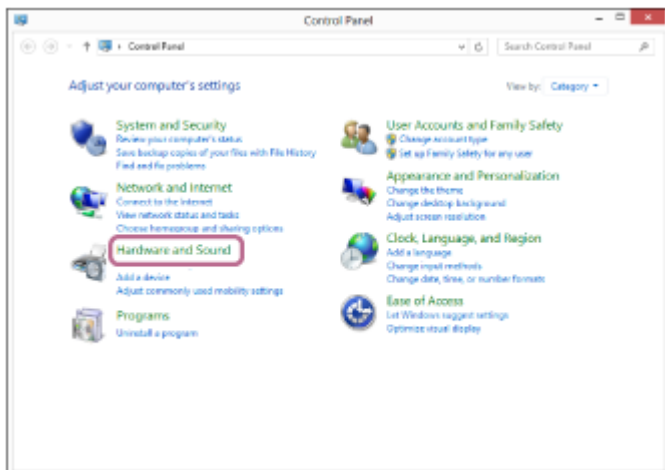 Control Panel
Control Panel
Search Control Panel
Adjust your computer's settings
View by: Category
System and Security
Review your computer's status
Save backup copies of your files with File History
Find and fix problems
Network and Internet
Connect to the Internet
View network status and tasks
Choose homegroup and sharing options
Hardware and Sound
Add a device
Adjust commonly used mobility settings
Programs
Uninstall a program
User Accounts and Family Safety
Change account type
Set up Family Safety for any user
Appearance and Personalization
Change the theme
Change desktop background
Adjust screen resolution
Clock, Language, and Region
Add a language
Change input methods
Change date, time, or number formats
Ease of Access
Let Windows suggest settings
Optimize visual display